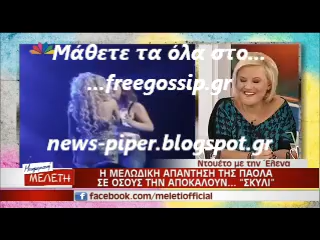 Μάθετε τα όλα στο...
...freegossip.gr
news-piper.blogspot.gr
Ντουέτο με την Έλενα
Η ΜΕΛΩΔΙΚΗ ΑΠΑΝΤΗΣΗ ΤΗΣ ΠΑΟΛΑ
ΣΕ ΟΣΟΥΣ ΤΗΝ ΑΠΟΚΑΛΟΥΝ... "ΣΚΥΛΙ"
ΜΕΛΕΤΗ
facebook.com/meletiofficial